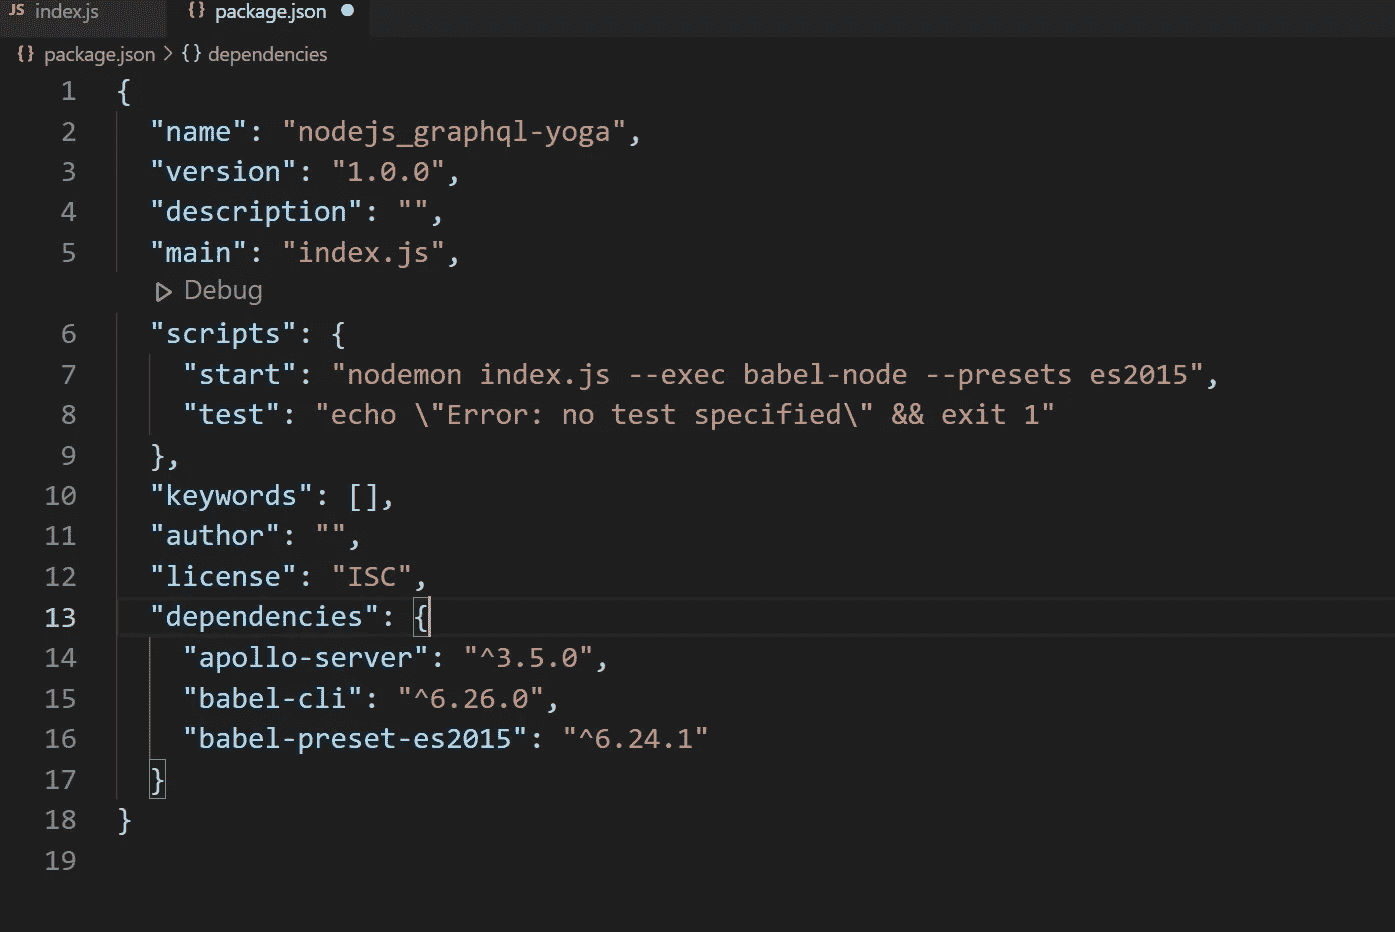 JS index.js {} package.json
{} package.json > {} dependencies
1 {
2 "name": "nodejs_graphql-yoga",
3 "version": "1.0.0",
4 "description": "",
5 "main": "index.js",
Debug
6 "scripts": {
7 "start": "nodemon index.js --exec babel-node --presets es2015",
8 "test": "echo \"Error: no test specified\" && exit 1"
9 },
10 "keywords": [],
11 "author": "",
12 "license": "ISC",
13 "dependencies": {
14 "apollo-server": "^3.5.0",
15 "babel-cli": "^6.26.0",
16 "babel-preset-es2015": "^6.24.1"
17 }
18 }
19